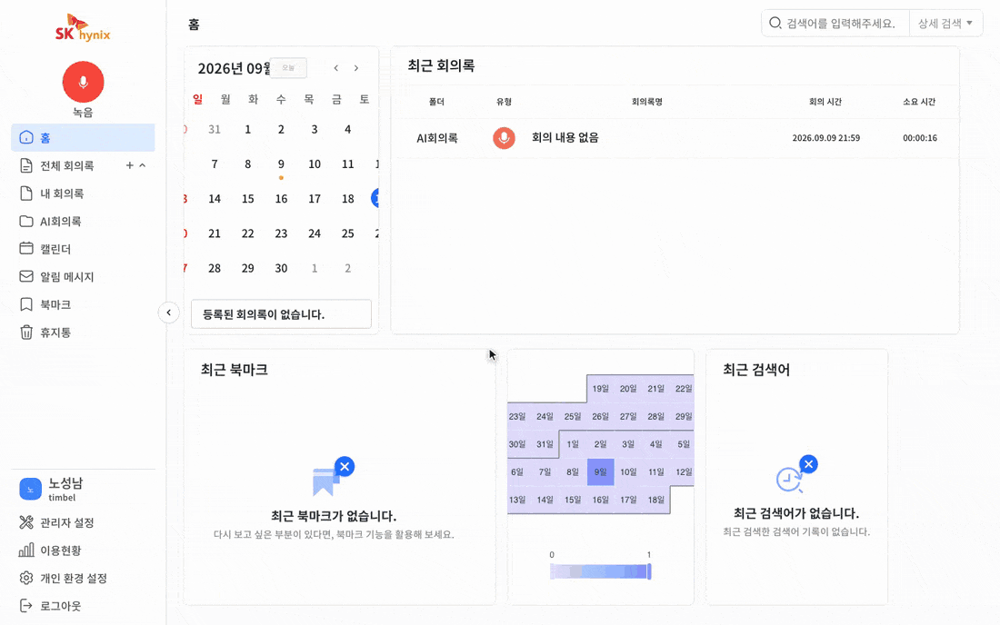 SK hynix
녹음
홈
전체 회의록
내 회의록
AI회의록
캘린더
알림 메시지
북마크
휴지통
노
노성남
timbel
관리자 설정
이용현황
개인 환경 설정
로그아웃
홈
검색어를 입력해주세요.
상세 검색
2026년 09월
오늘
일 월 화 수 목 금 토
31 1 2 3 4
7 8 9 10 11
14 15 16 17 18
21 22 23 24 25
28 29 30 1 2
등록된 회의록이 없습니다.
최근 회의록
폴더 유형 회의록명 회의 시간 소요 시간
AI회의록 회의 내용 없음 2026.09.09 21:59 00:00:16
최근 북마크
최근 북마크가 없습니다.
다시 보고 싶은 부분이 있다면, 북마크 기능을 활용해 보세요.
19일 20일 21일 22일
23일 24일 25일 26일 27일 28일 29일
30일 31일 1일 2일 3일 4일 5일
6일 7일 8일 9일 10일 11일 12일
13일 14일 15일 16일 17일 18일
0 1
최근 검색어
최근 검색어가 없습니다.
최근 검색한 검색어 기록이 없습니다.